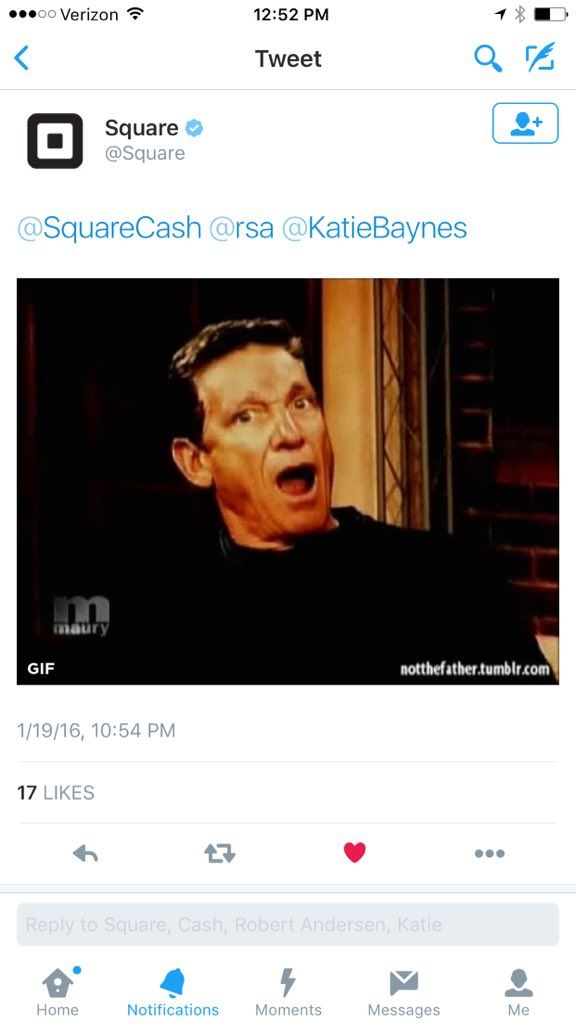 Verizon 12:52 PM
Tweet
Square
@Square
@SquareCash @rsa @KatieBaynes
m
maury
GIF
notthefather.tumblr.com
1/19/16, 10:54 PM
17 LIKES
Reply to Square, Cash, Robert Andersen, Katie
Home Notifications Moments Messages Me